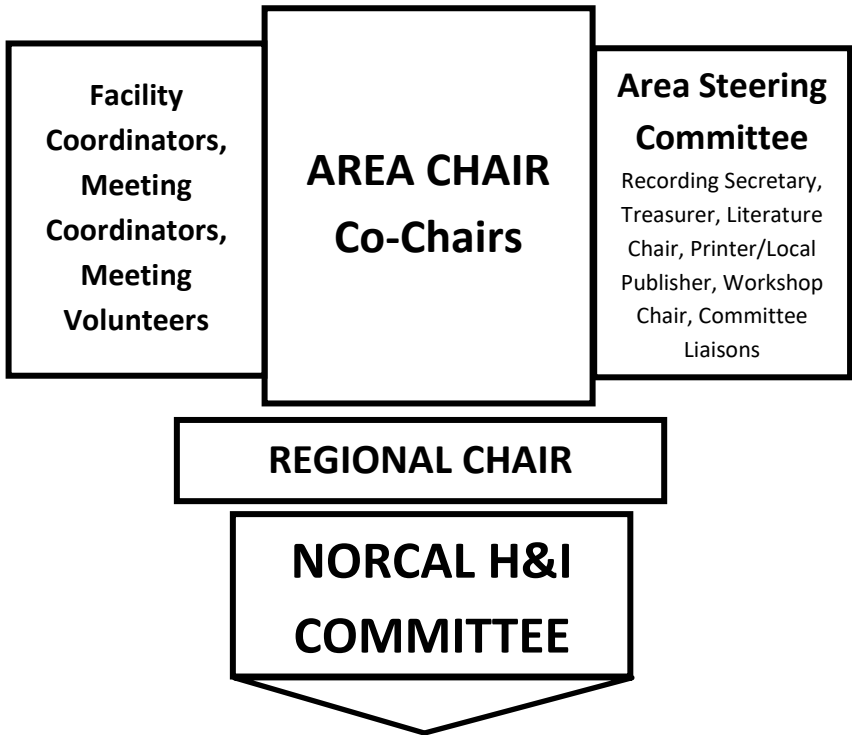 Facility
Coordinators,
Meeting
Coordinators,
Meeting
Volunteers
AREA CHAIR
Co-Chairs
Area Steering
Committee
Recording Secretary,
Treasurer, Literature
Chair, Printer/Local
Publisher, Workshop
Chair, Committee
Liaisons
REGIONAL CHAIR
NORCAL H&I
COMMITTEE